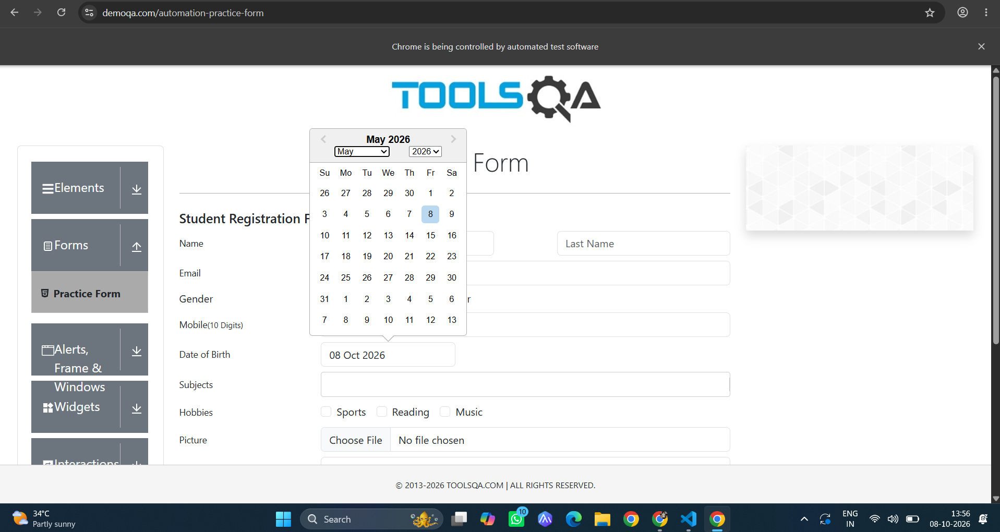 demoqa.com/automation-practice-form
Chrome is being controlled by automated test software
TOOLSQA
May 2026
May 2026
Form
Su Mo Tu We Th Fr Sa
26 27 28 29 30 1 2
3 4 5 6 7 8 9
10 11 12 13 14 15 16
17 18 19 20 21 22 23
24 25 26 27 28 29 30
31 1 2 3 4 5 6
7 8 9 10 11 12 13
Elements
Forms
Practice Form
Alerts,
Frame &
Windows
Widgets
Interactions
Student Registration F
Name
Last Name
Email
Gender
r
Mobile(10 Digits)
Date of Birth
08 Oct 2026
Subjects
Hobbies
Sports Reading Music
Picture
Choose File No file chosen
© 2013-2026 TOOLSQA.COM | ALL RIGHTS RESERVED.
34°C
Partly sunny
Search
10
ENG
IN
13:56
08-10-2026